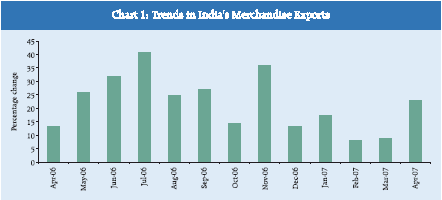 Chart 1: Trends in India's Merchandise Exports
Percentage change
45
40
35
30
25
20
15
10
5
0
Apr-06
May-06
Jun-06
Jul-06
Aug-06
Sep-06
Oct-06
Nov-06
Dec-06
Jan-07
Feb-07
Mar-07
Apr-07